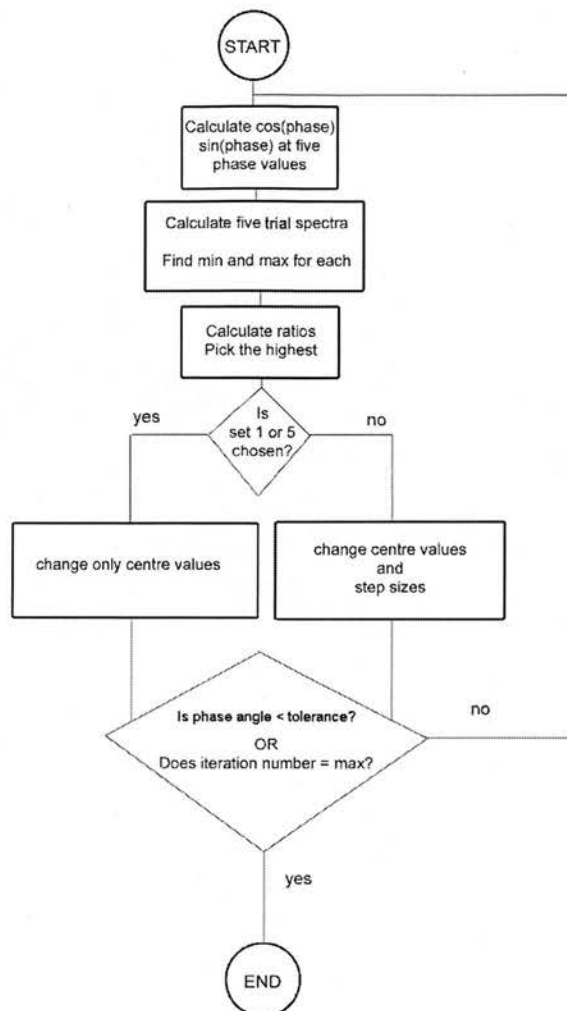 START
Calculate cos(phase)
sin(phase) at five
phase values
Calculate five trial spectra
Find min and max for each
Calculate ratios
Pick the highest
yes
Is
set 1 or 5
chosen?
no
change only centre values
change centre values
and
step sizes
Is phase angle < tolerance?
OR
Does iteration number = max?
no
yes
END